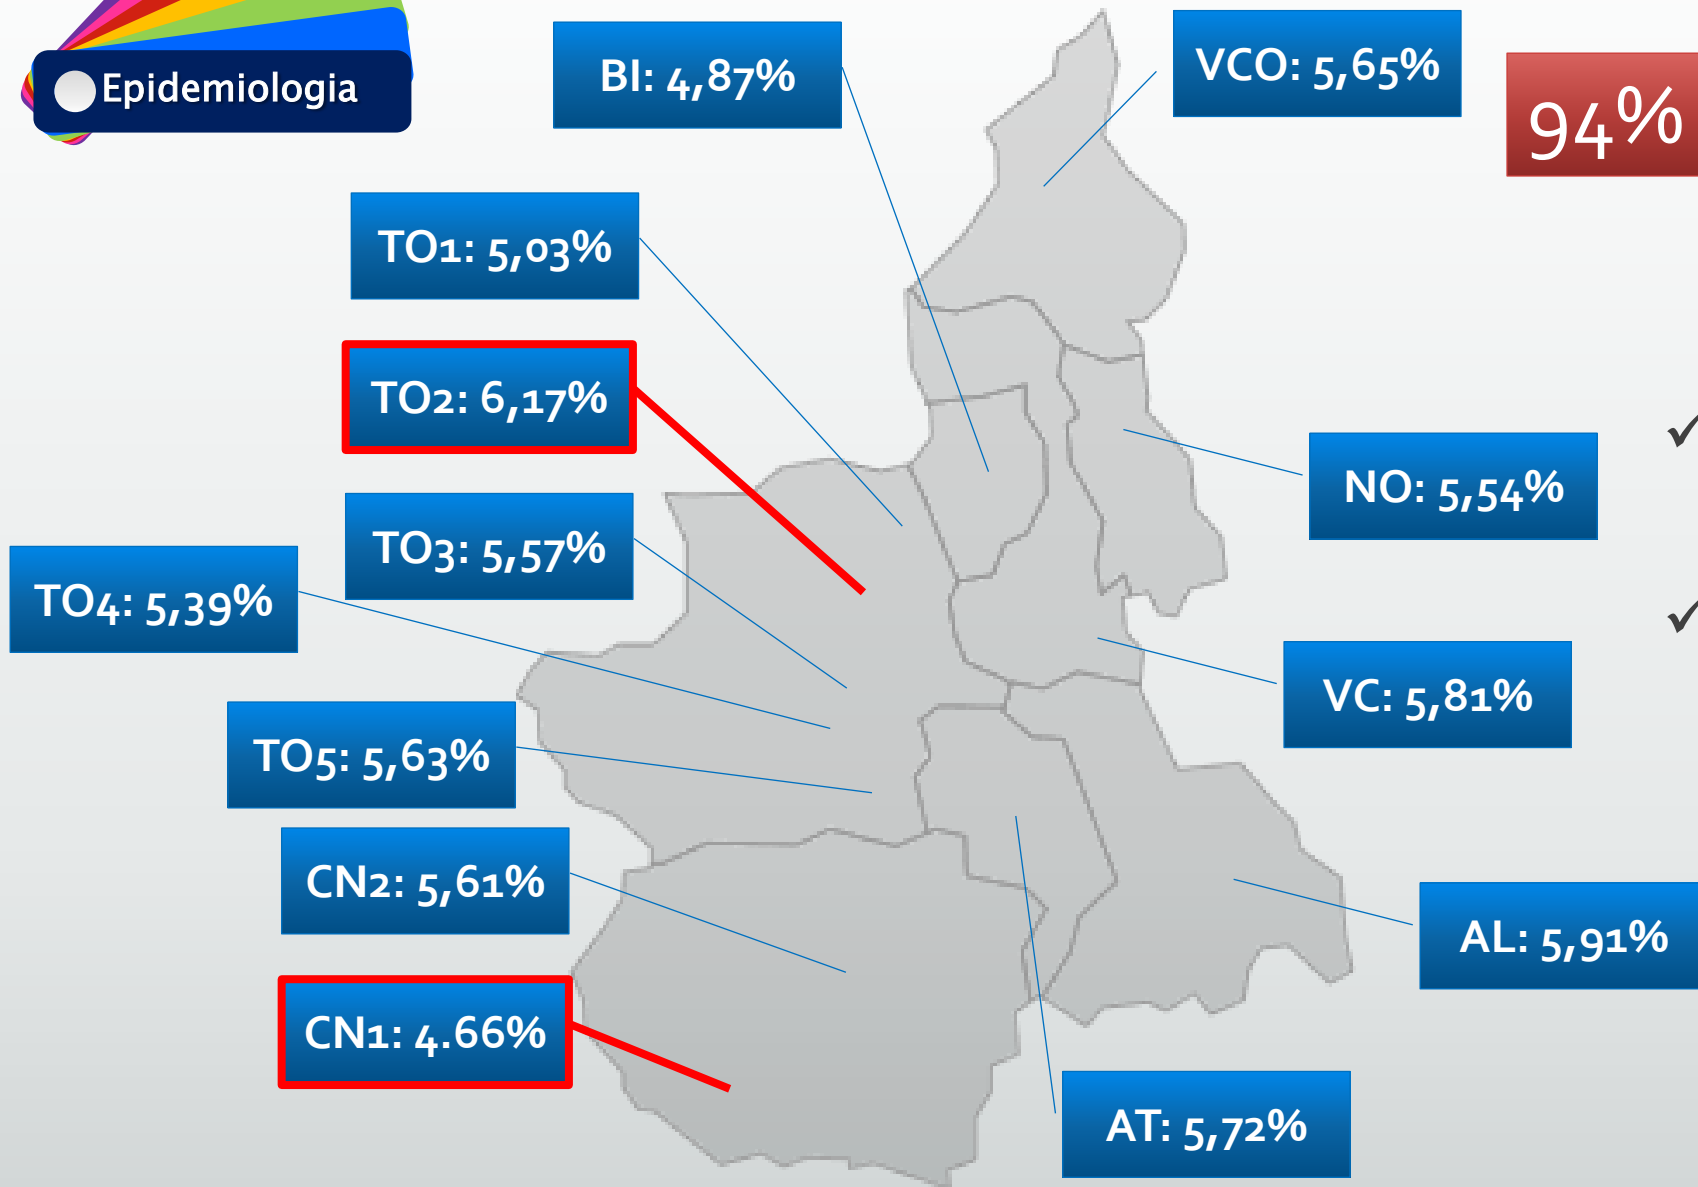 Epidemiologia
BI: 4,87%
VCO: 5,65%
94%
TO1: 5,03%
TO2: 6,17%
TO3: 5,57%
NO: 5,54%
TO4: 5,39%
VC: 5,81%
TO5: 5,63%
CN2: 5,61%
AL: 5,91%
CN1: 4.66%
AT: 5,72%